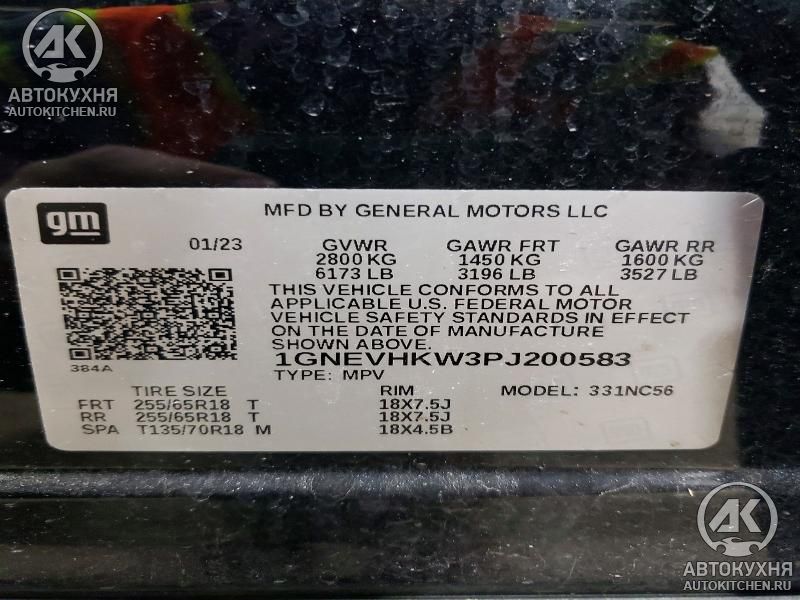 АК
АВТОКУХНЯ
AUTOKITCHEN.RU
gm
MFD BY GENERAL MOTORS LLC
01/23 GVWR GAWR FRT GAWR RR
2800 KG 1450 KG 1600 KG
6173 LB 3196 LB 3527 LB
THIS VEHICLE CONFORMS TO ALL
APPLICABLE U.S. FEDERAL MOTOR
VEHICLE SAFETY STANDARDS IN EFFECT
ON THE DATE OF MANUFACTURE
SHOWN ABOVE.
384A
1GNEVHKW3PJ200583
TYPE: MPV MODEL: 331NC56
TIRE SIZE RIM
FRT 255/65R18 T 18X7.5J
RR 255/65R18 T 18X7.5J
SPA T135/70R18 M 18X4.5B
АК
АВТОКУХНЯ
AUTOKITCHEN.RU